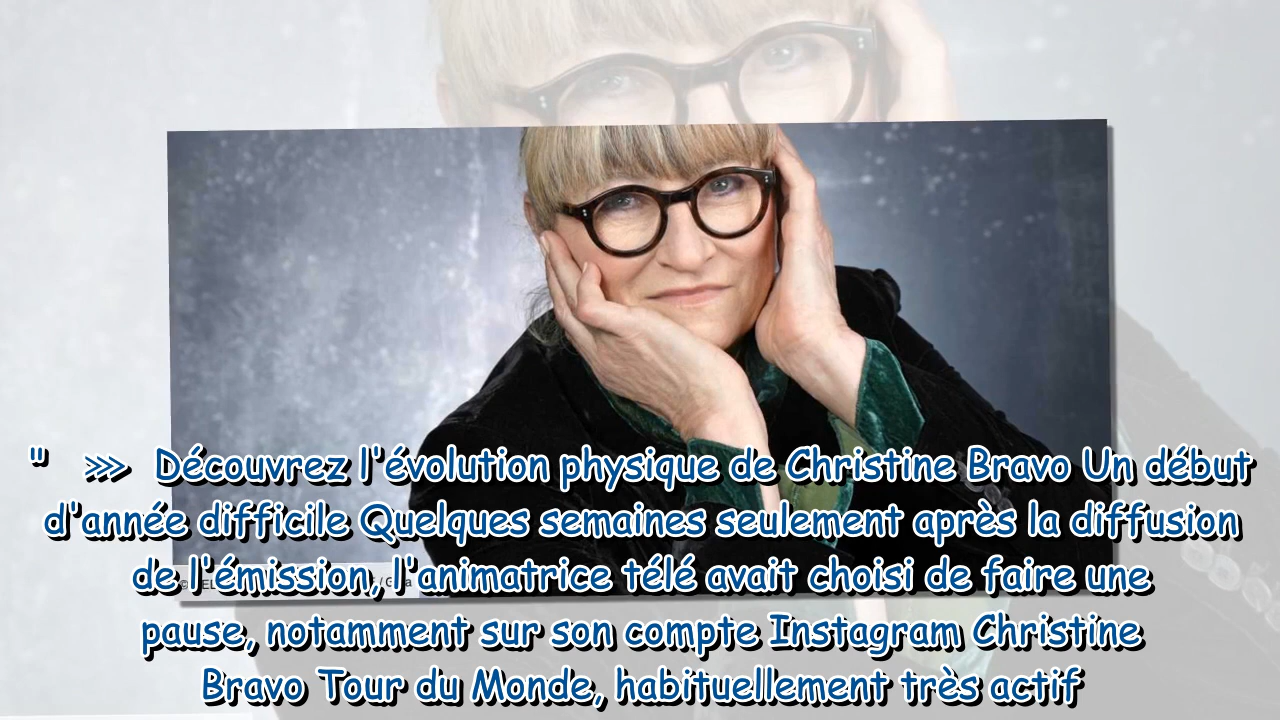 " >>> Découvrez l'évolution physique de Christine Bravo Un début
d'année difficile Quelques semaines seulement après la diffusion
de l'émission, l'animatrice télé avait choisi de faire une
pause, notamment sur son compte Instagram Christine
Bravo Tour du Monde, habituellement très actif